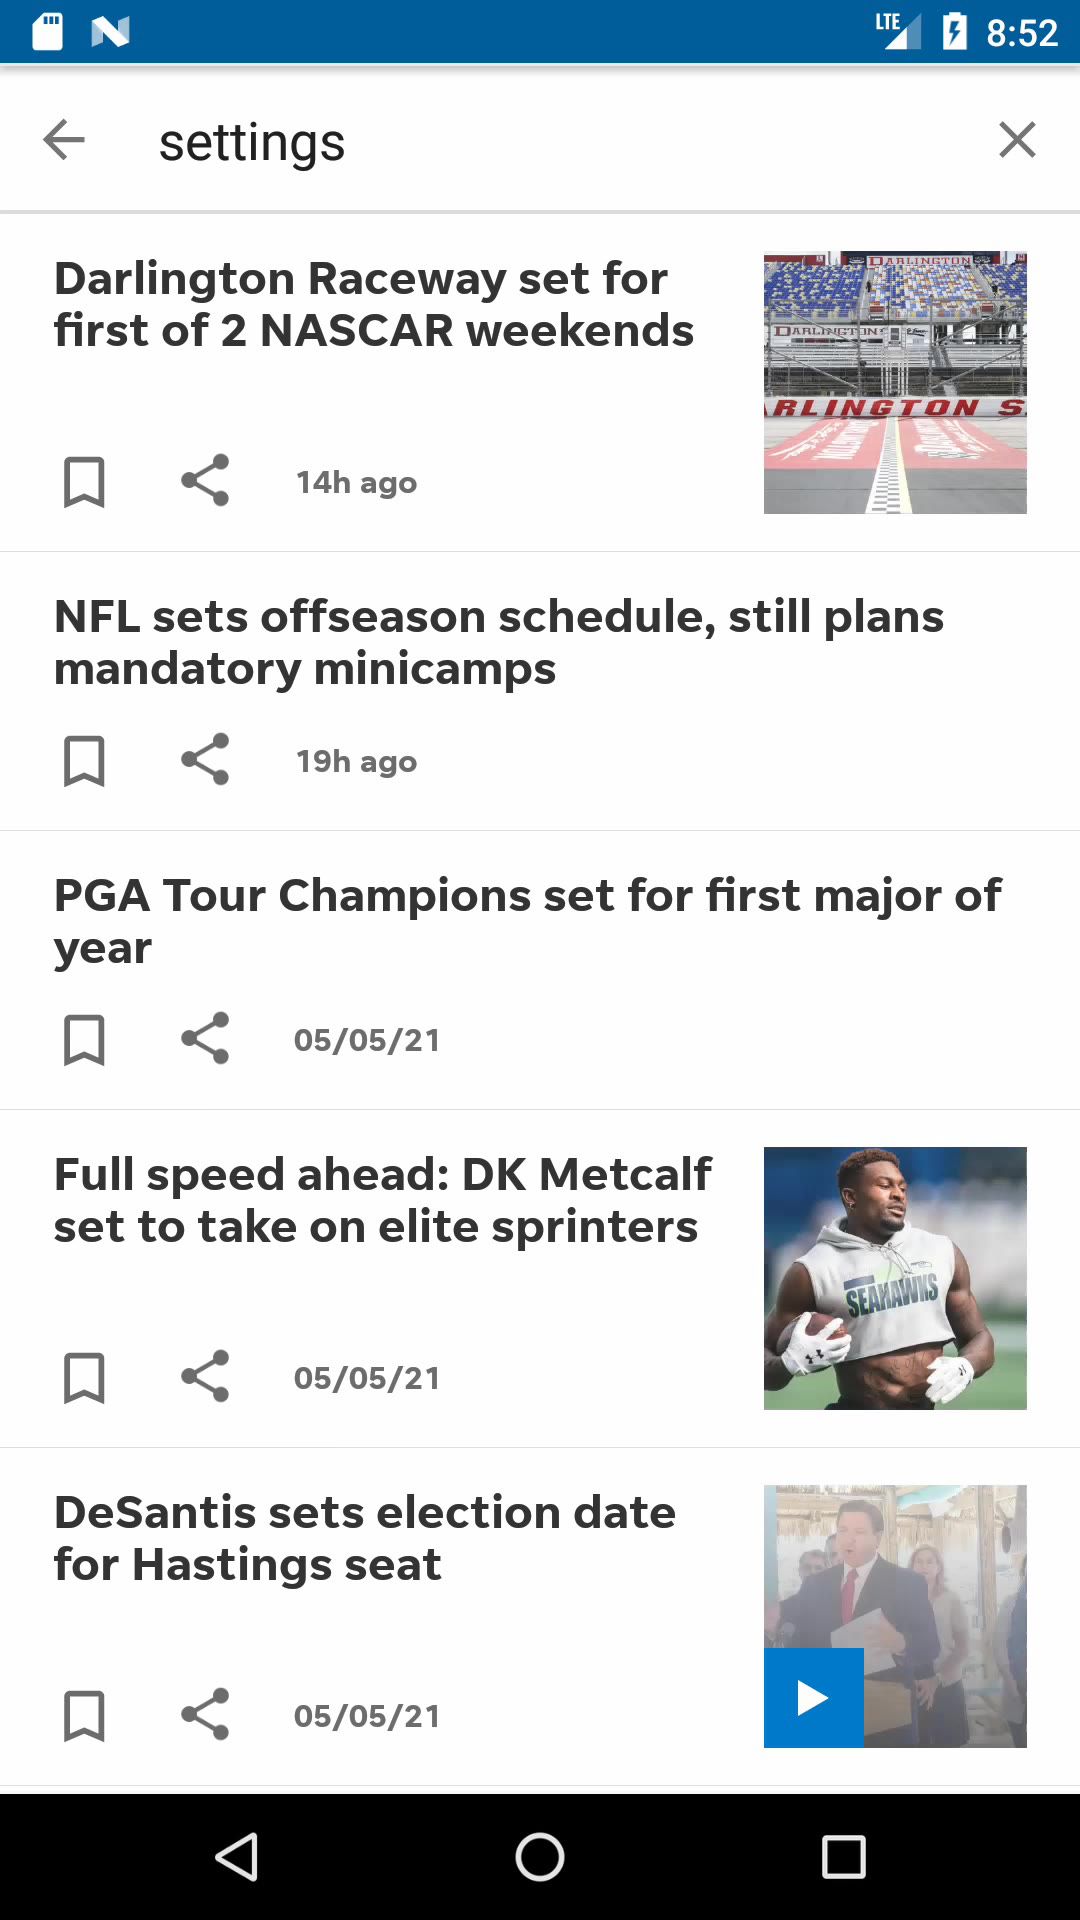 LTE 8:52
settings
Darlington Raceway set for
first of 2 NASCAR weekends
DARLINGTON
DARLINGTON
ARLINGTON S
14h ago
NFL sets offseason schedule, still plans
mandatory minicamps
19h ago
PGA Tour Champions set for first major of
year
05/05/21
Full speed ahead: DK Metcalf
set to take on elite sprinters
SEAHAWKS
05/05/21
DeSantis sets election date
for Hastings seat
05/05/21